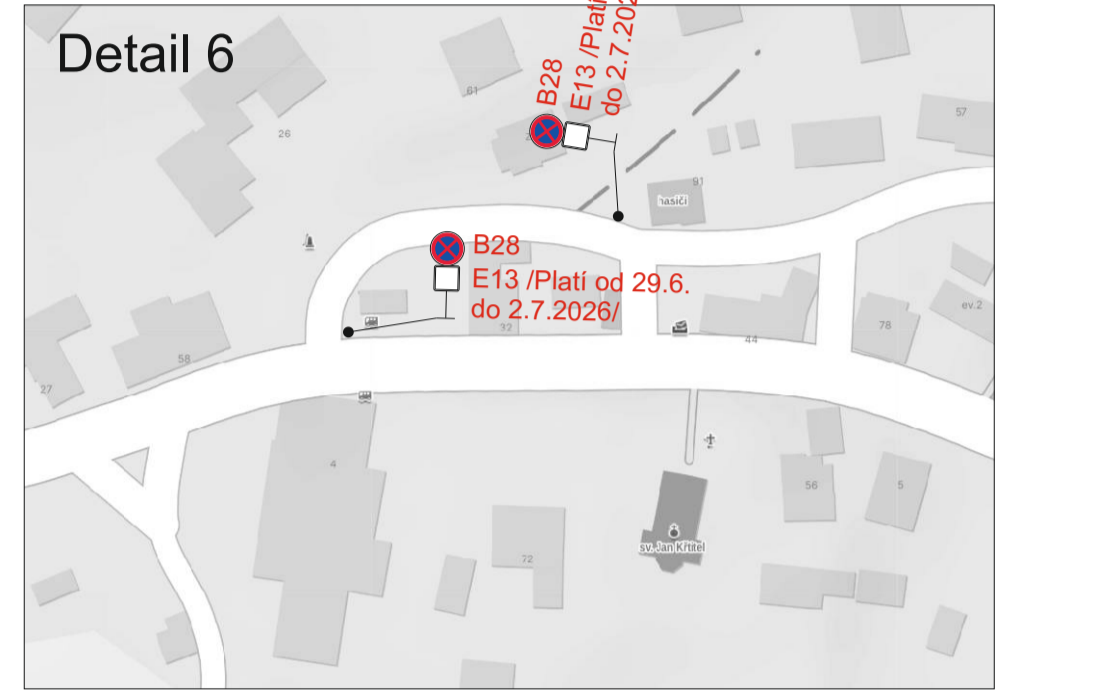 Detail 6
B28
E13 /Platí
do 2.7.202
61
26
57
91
hasiči
B28
E13 /Platí od 29.6.
do 2.7.2026/
32
ev.2
78
44
58
27
4
56
5
72
sv. Jan Křtitel